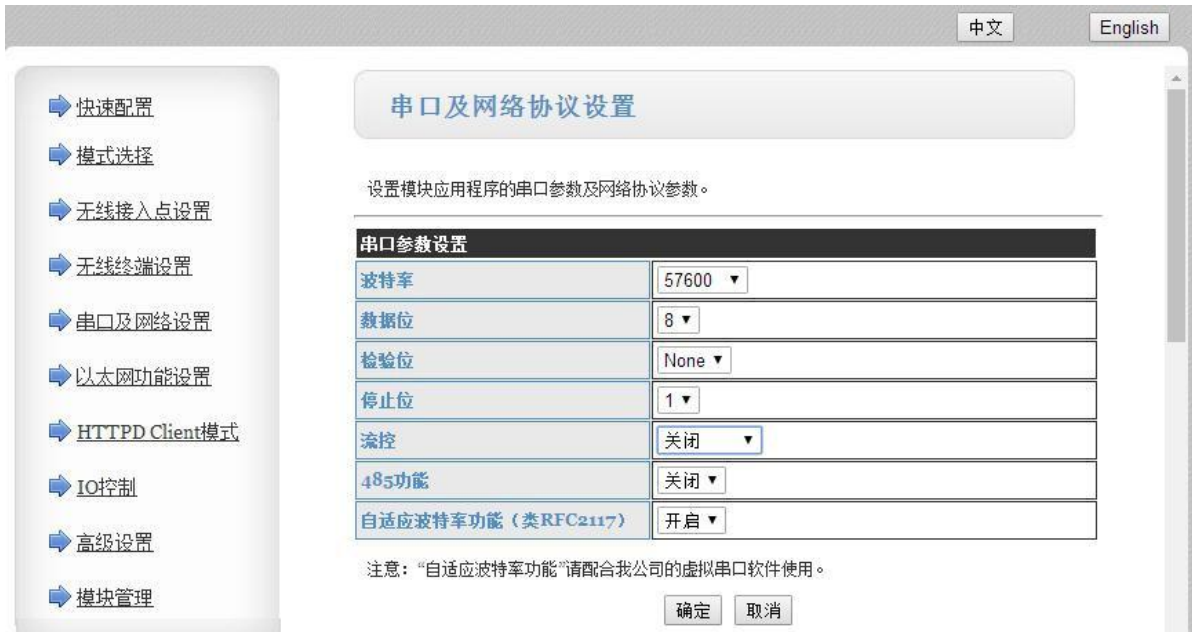 中文 English
快速配置
模式选择
无线接入点设置
无线终端设置
串口及网络设置
以太网功能设置
HTTPD Client模式
IO控制
高级设置
模块管理
串口及网络协议设置
设置模块应用程序的串口参数及网络协议参数。
串口参数设置
波特率 57600
数据位 8
检验位 None
停止位 1
流控 关闭
485功能 关闭
自适应波特率功能（类RFC2117） 开启
注意：“自适应波特率功能”请配合我公司的虚拟串口软件使用。
确定 取消